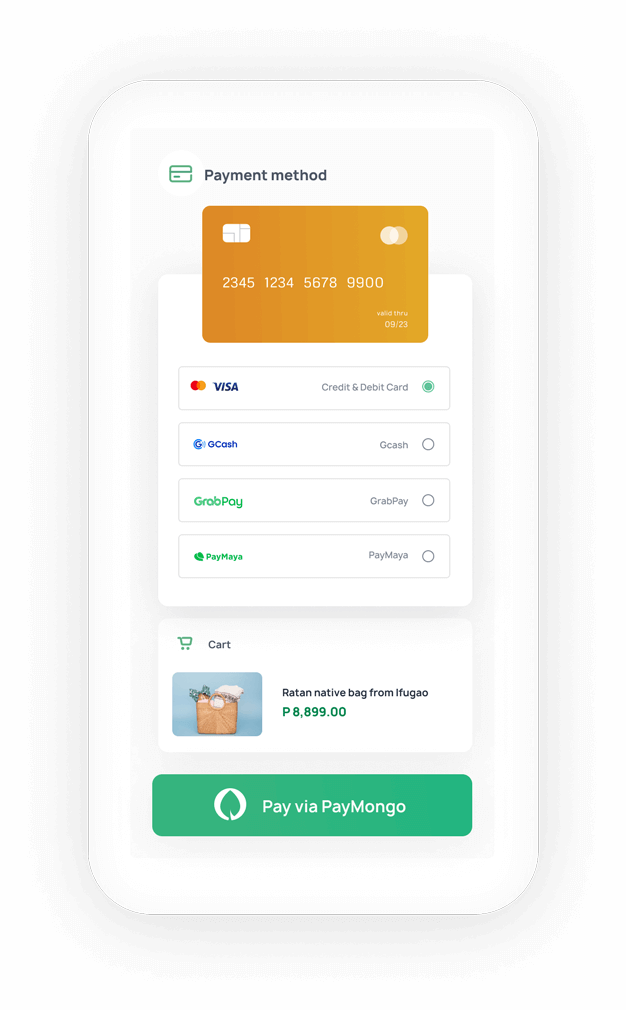 Payment method
2345 1234 5678 9900
valid thru
09/23
VISA Credit & Debit Card
GCash Gcash
GrabPay GrabPay
PayMaya PayMaya
Cart
Ratan native bag from Ifugao
P 8,899.00
Pay via PayMongo